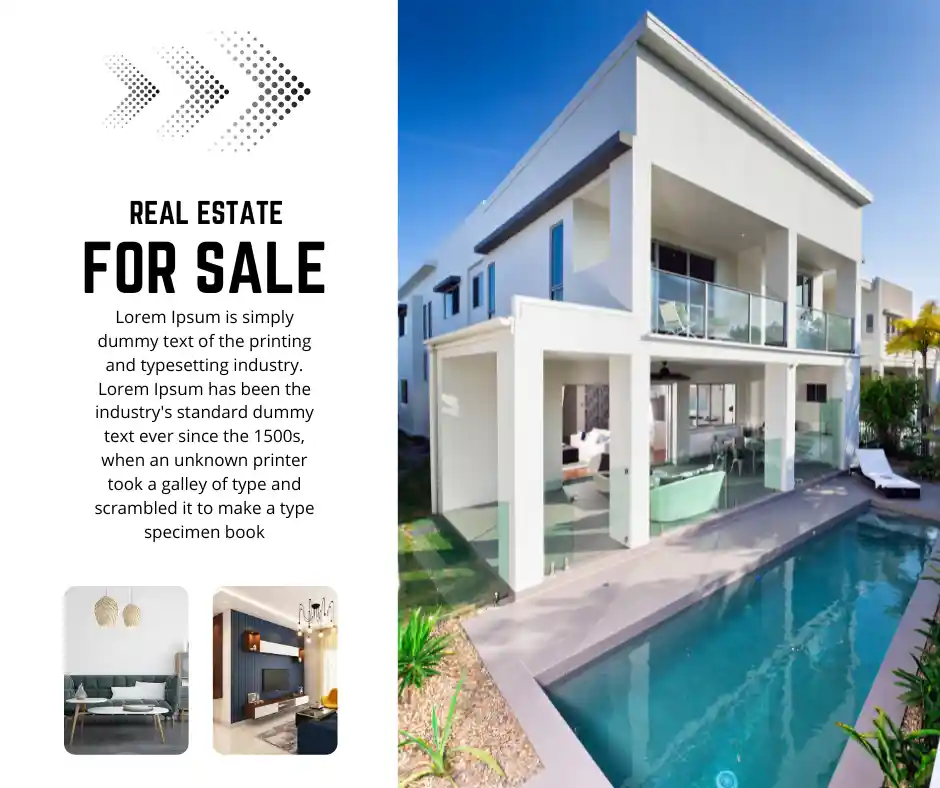 REAL ESTATE
FOR SALE
Lorem Ipsum is simply
dummy text of the printing
and typesetting industry.
Lorem Ipsum has been the
industry's standard dummy
text ever since the 1500s,
when an unknown printer
took a galley of type and
scrambled it to make a type
specimen book